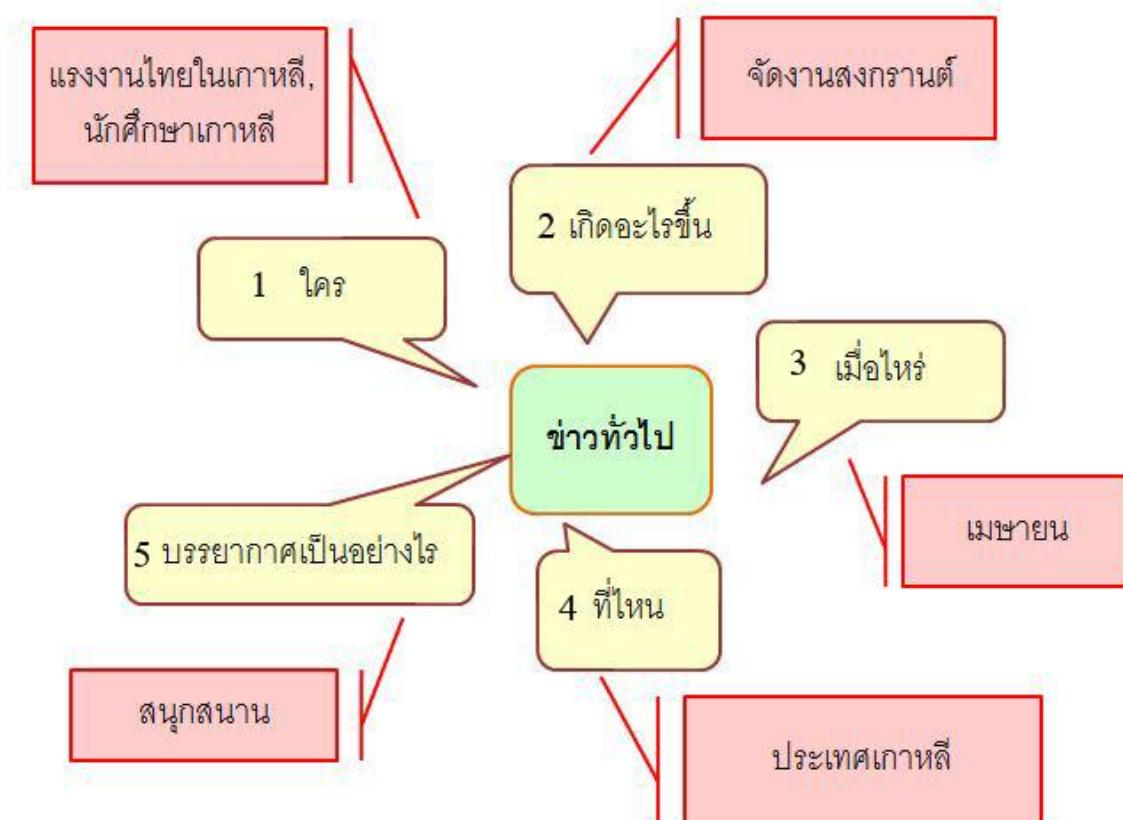 แรงงานไทยในเกาหลี,
นักศึกษาเกาหลี
จัดงานสงกรานต์
2 เกิดอะไรขึ้น
1 ใคร
3 เมื่อไหร่
ข่าวทั่วไป
เมษายน
5 บรรยากาศเป็นอย่างไร
4 ที่ไหน
สนุกสนาน
ประเทศเกาหลี